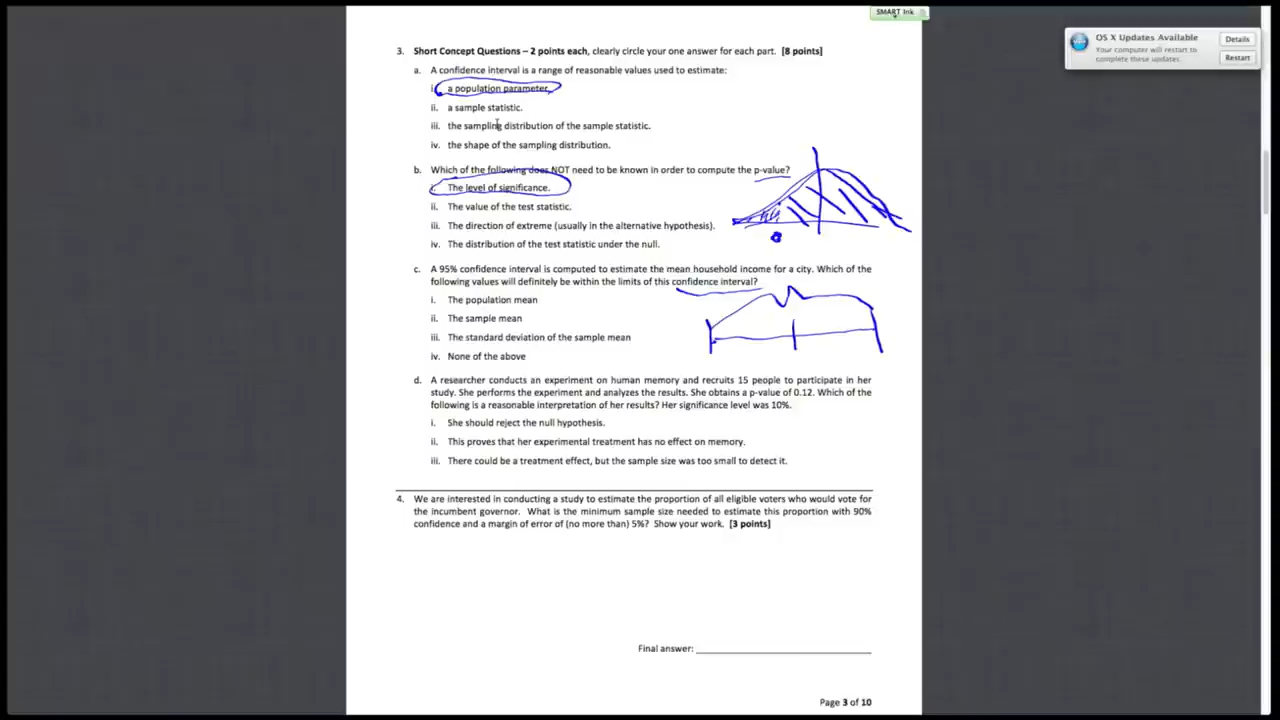 SMART Ink
OS X Updates Available
Your computer will restart to complete these updates.
Details
Restart
3. Short Concept Questions – 2 points each, clearly circle your one answer for each part. [8 points]
a. A confidence interval is a range of reasonable values used to estimate:
i. a population parameter.
ii. a sample statistic.
iii. the sampling distribution of the sample statistic.
iv. the shape of the sampling distribution.
b. Which of the following does NOT need to be known in order to compute the p-value?
i. The level of significance.
ii. The value of the test statistic.
iii. The direction of extreme (usually in the alternative hypothesis).
iv. The distribution of the test statistic under the null.
c. A 95% confidence interval is computed to estimate the mean household income for a city. Which of the
following values will definitely be within the limits of this confidence interval?
i. The population mean
ii. The sample mean
iii. The standard deviation of the sample mean
iv. None of the above
d. A researcher conducts an experiment on human memory and recruits 15 people to participate in her
study. She performs the experiment and analyzes the results. She obtains a p-value of 0.12. Which of the
following is a reasonable interpretation of her results? Her significance level was 10%.
i. She should reject the null hypothesis.
ii. This proves that her experimental treatment has no effect on memory.
iii. There could be a treatment effect, but the sample size was too small to detect it.
4. We are interested in conducting a study to estimate the proportion of all eligible voters who would vote for
the incumbent governor. What is the minimum sample size needed to estimate this proportion with 90%
confidence and a margin of error of (no more than) 5%? Show your work. [3 points]
Final answer:
Page 3 of 10